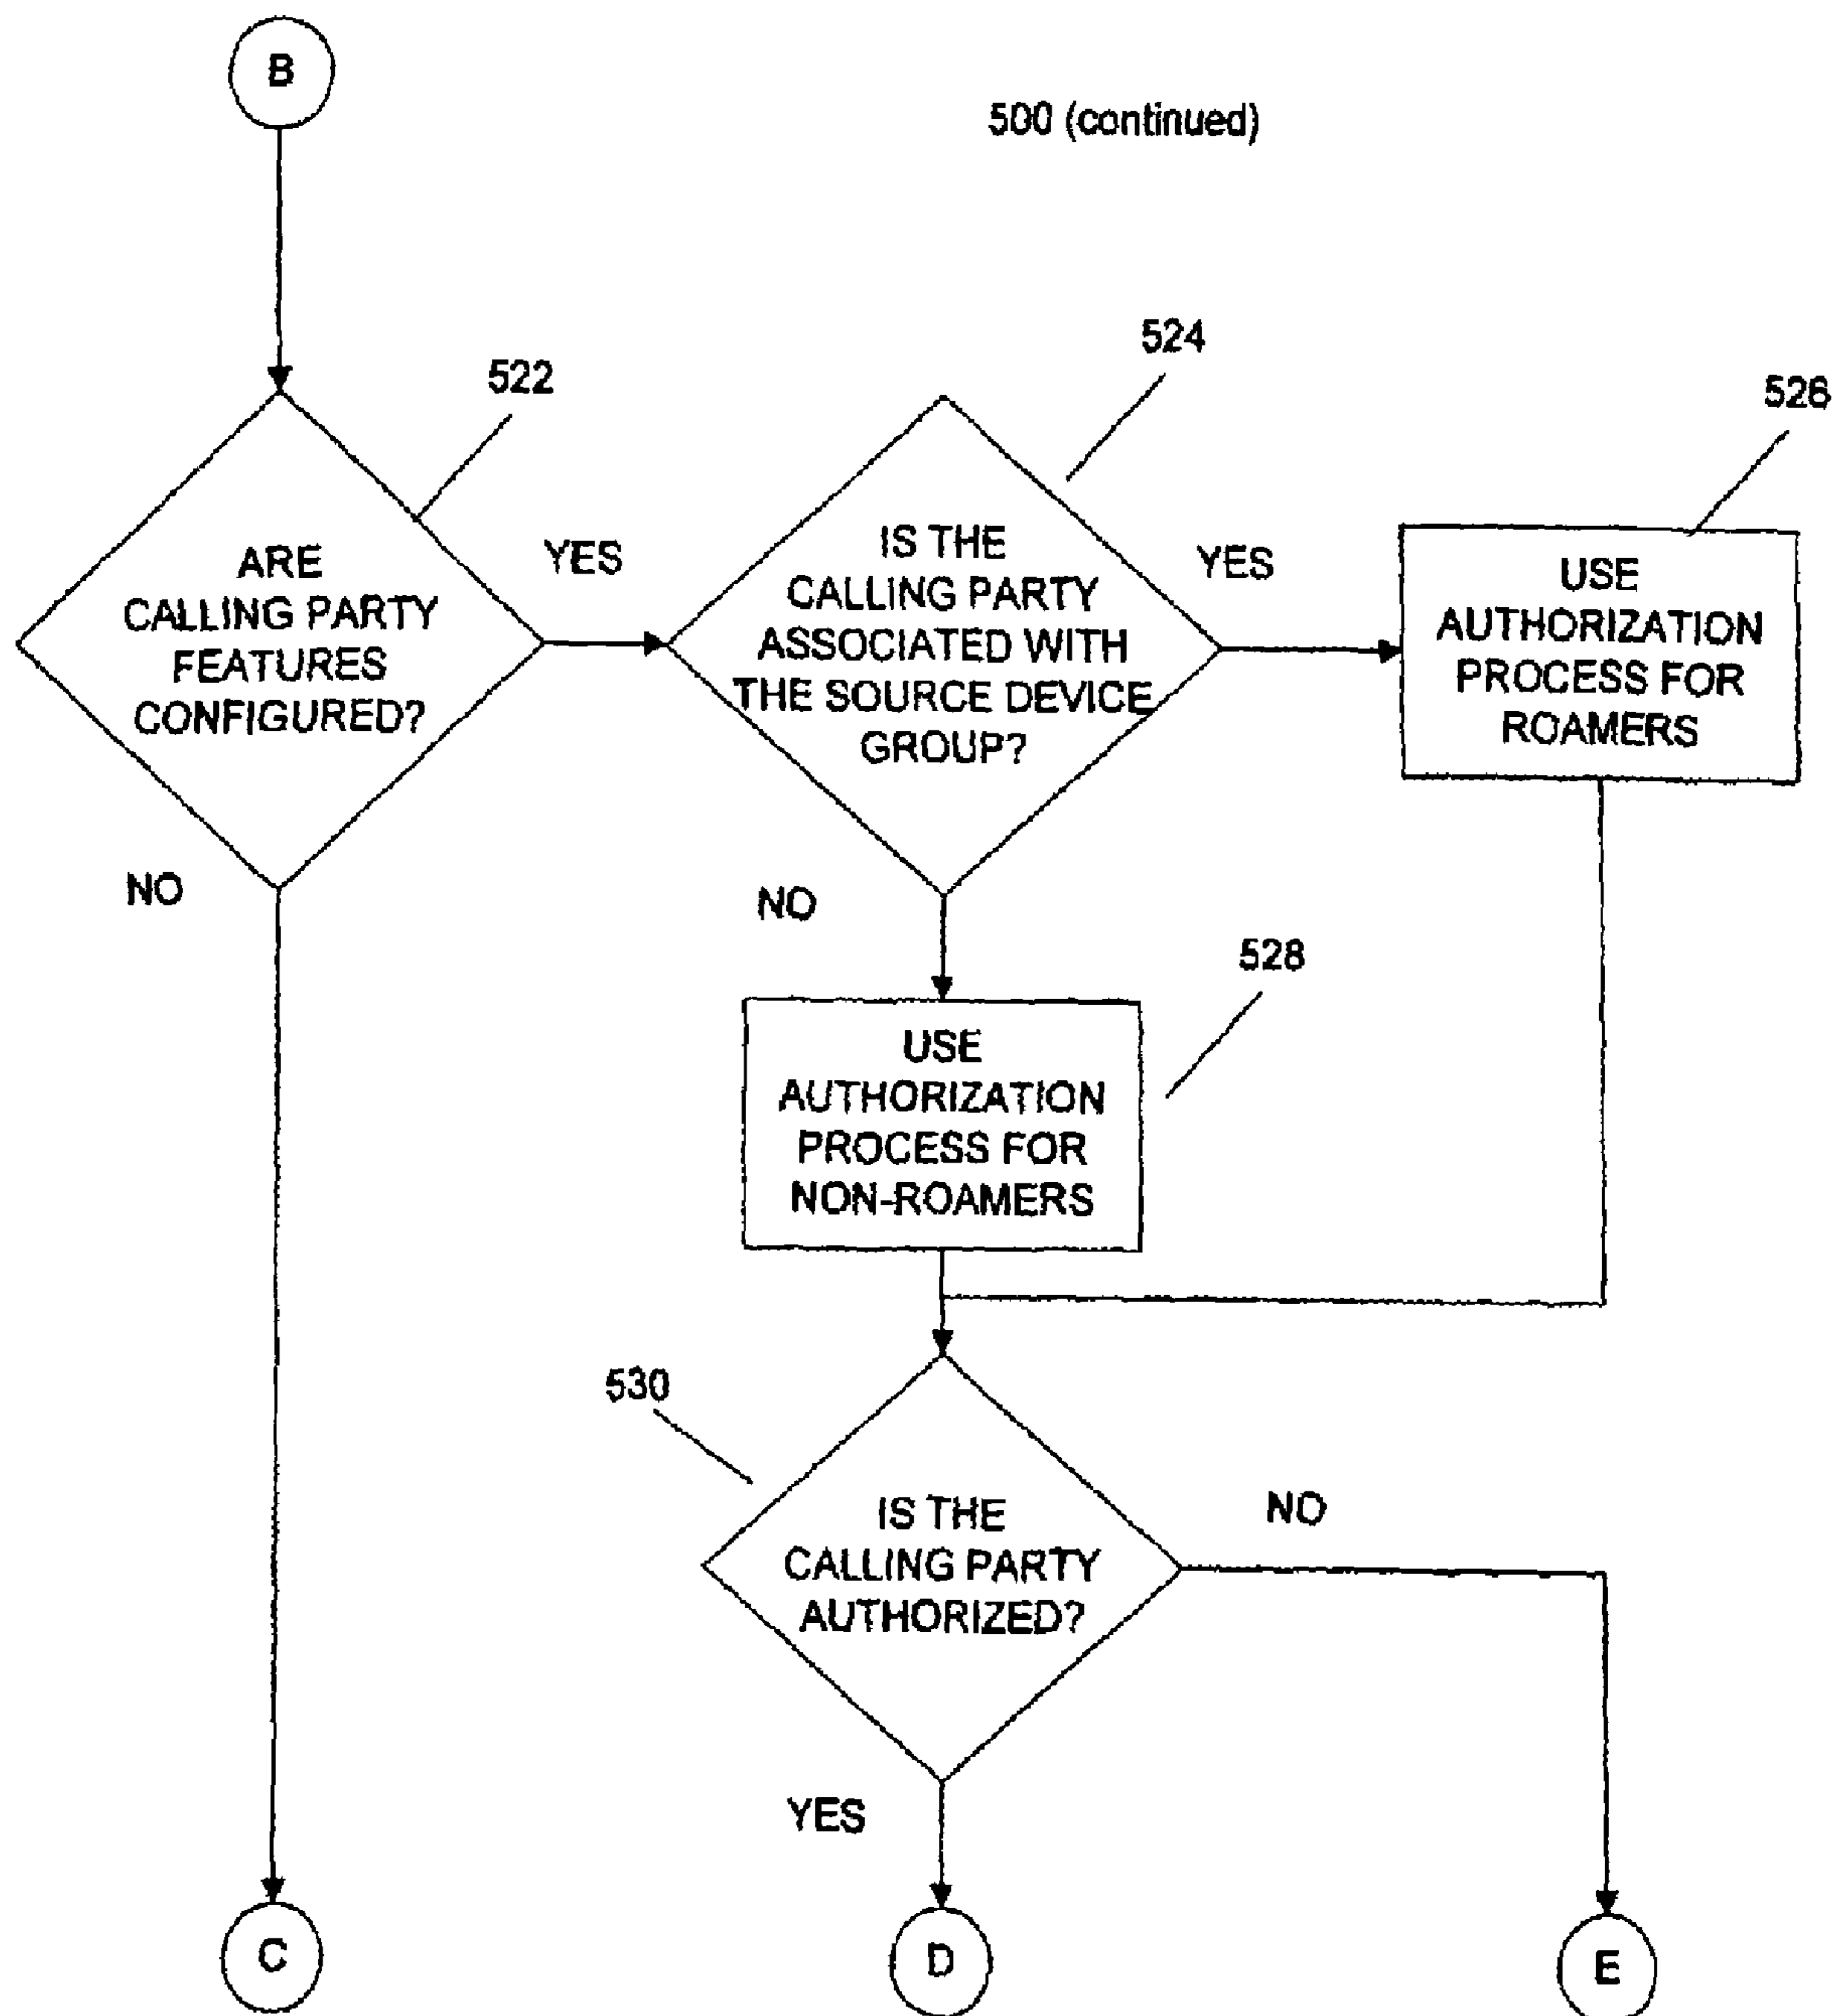 B
500 (continued)
522
524
526
ARE
CALLING PARTY
FEATURES
CONFIGURED?
YES
IS THE
CALLING PARTY
ASSOCIATED WITH
THE SOURCE DEVICE
GROUP?
YES
USE
AUTHORIZATION
PROCESS FOR
ROAMERS
NO
NO
528
USE
AUTHORIZATION
PROCESS FOR
NON-ROAMERS
530
IS THE
CALLING PARTY
AUTHORIZED?
NO
YES
C
D
E